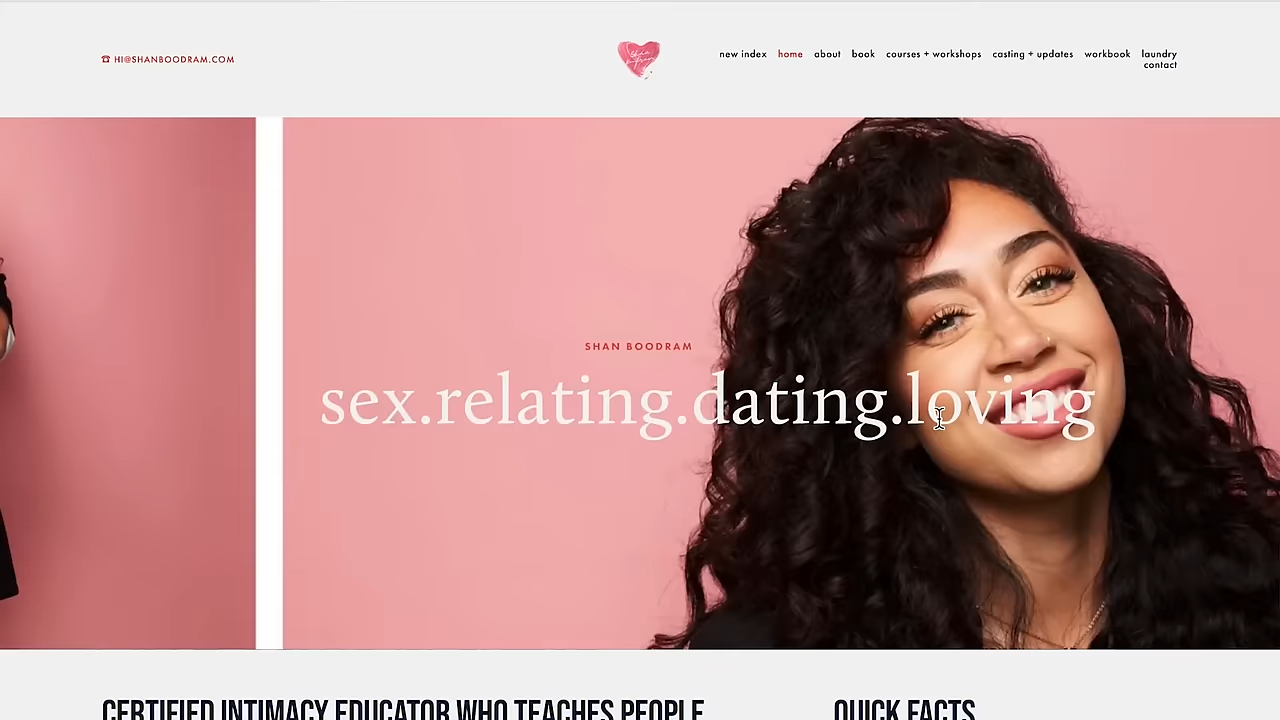 ☎ HI@SHANBOODRAM.COM
new index home about book courses + workshops casting + updates workbook laundry
contact
SHAN BOODRAM
sex.relating.dating.loving
CERTIFIED INTIMACY EDUCATOR WHO TEACHES PEOPLE
QUICK FACTS